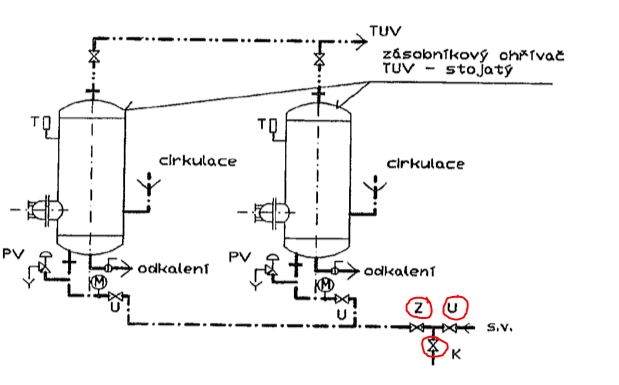 TUV
zásobníkový ohřívač
TUV - stojatý
T
T
cirkulace
cirkulace
PV
PV
odkalení
odkalení
M
M
U
U
Z
U
s.v.
K